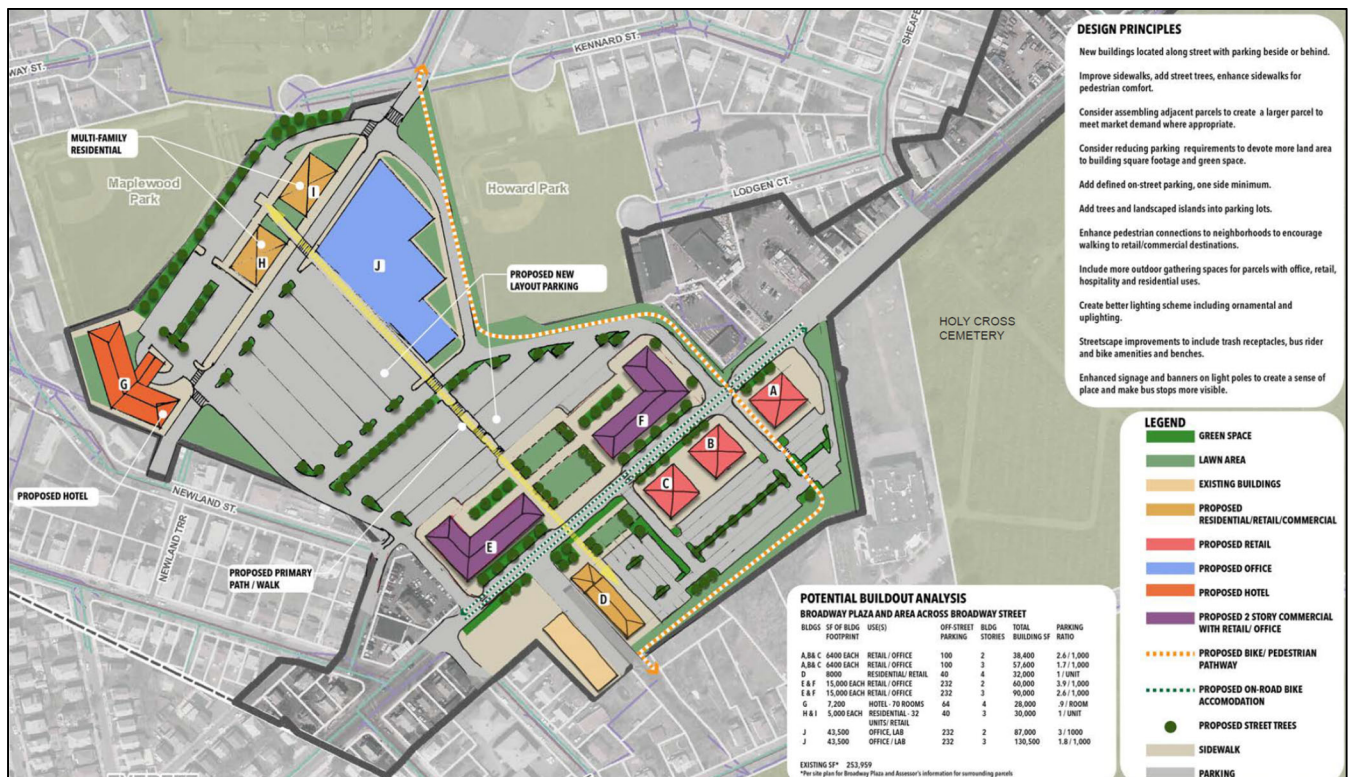 WAY ST.
KENNARD ST.
SHEAFE
MULTI-FAMILY
RESIDENTIAL
Maplewood
Park
Howard Park
LODGEN CT.
I
H
J
G
PROPOSED NEW
LAYOUT PARKING
HOLY CROSS
CEMETERY
A
B
C
D
E
F
PROPOSED HOTEL
NEWLAND ST.
NEWLAND TRR
PROPOSED PRIMARY
PATH / WALK
DESIGN PRINCIPLES
New buildings located along street with parking beside or behind.
Improve sidewalks, add street trees, enhance sidewalks for
pedestrian comfort.
Consider assembling adjacent parcels to create a larger parcel to
meet market demand where appropriate.
Consider reducing parking requirements to devote more land area
to building square footage and green space.
Add defined on-street parking, one side minimum.
Add trees and landscaped islands into parking lots.
Enhance pedestrian connections to neighborhoods to encourage
walking to retail/commercial destinations.
Include more outdoor gathering spaces for parcels with office, retail,
hospitality and residential uses.
Create better lighting scheme including ornamental and
uplighting.
Streetscape improvements to include trash receptacles, bus rider
and bike amenities and benches.
Enhanced signage and banners on light poles to create a sense of
place and make bus stops more visible.
LEGEND
GREEN SPACE
LAWN AREA
EXISTING BUILDINGS
PROPOSED
RESIDENTIAL/RETAIL/COMMERCIAL
PROPOSED RETAIL
PROPOSED OFFICE
PROPOSED HOTEL
PROPOSED 2 STORY COMMERCIAL
WITH RETAIL/ OFFICE
PROPOSED BIKE/ PEDESTRIAN
PATHWAY
PROPOSED ON-ROAD BIKE
ACCOMODATION
PROPOSED STREET TREES
SIDEWALK
PARKING
POTENTIAL BUILDOUT ANALYSIS
BROADWAY PLAZA AND AREA ACROSS BROADWAY STREET
BLDGS SF OF BLDG FOOTPRINT USE(S) OFF-STREET PARKING BLDG STORIES TOTAL BUILDING SF PARKING RATIO
A,B& C 6400 EACH RETAIL / OFFICE 100 2 38,400 2.6 / 1,000
A,B& C 6400 EACH RETAIL / OFFICE 100 3 57,600 1.7 / 1,000
D 8000 RESIDENTIAL/ RETAIL 40 4 32,000 1 / UNIT
E & F 15,000 EACH RETAIL / OFFICE 232 2 60,000 3.9 / 1,000
E & F 15,000 EACH RETAIL / OFFICE 232 3 90,000 2.6 / 1,000
G 7,200 HOTEL - 70 ROOMS 64 4 28,000 .9 / ROOM
H & I 5,000 EACH RESIDENTIAL - 32 UNITS/ RETAIL 40 3 30,000 1 / UNIT
J 43,500 OFFICE, LAB 232 2 87,000 3 / 1000
J 43,500 OFFICE / LAB 232 3 130,500 1.8 / 1,000
EXISTING SF* 253,959
*Per site plan for Broadway Plaza and Assessor's information for surrounding parcels